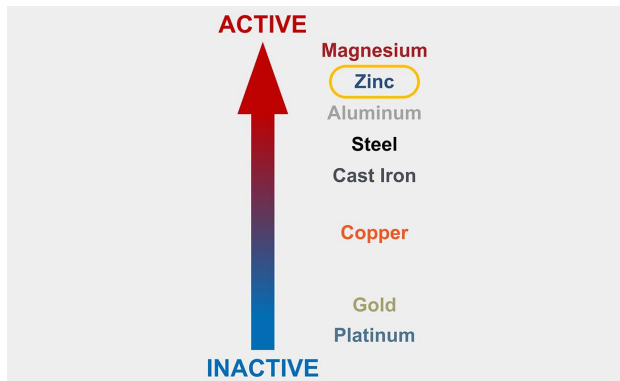 ACTIVE
Magnesium
Zinc
Aluminum
Steel
Cast Iron
Copper
Gold
Platinum
INACTIVE